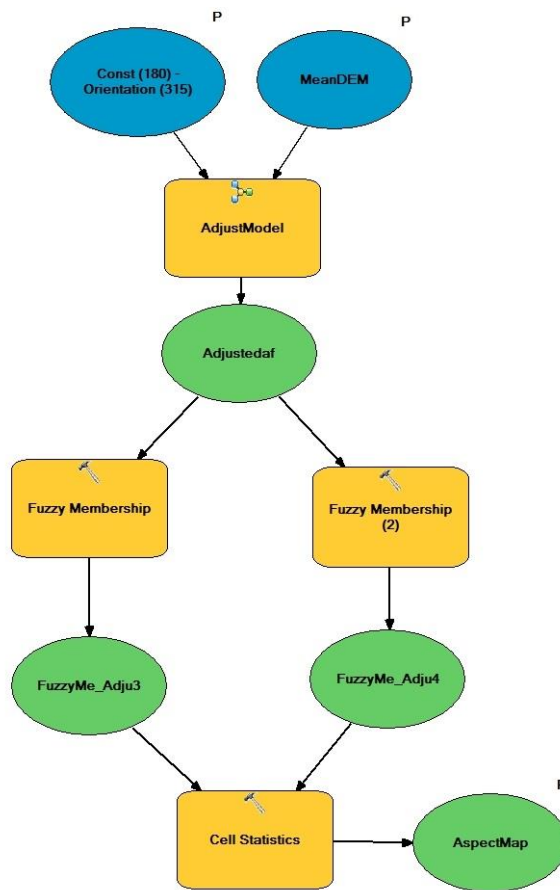 P
P
Const (180) -
Orientation (315)
MeanDEM
AdjustModel
Adjustedaf
Fuzzy Membership
Fuzzy Membership
(2)
FuzzyMe_Adju3
FuzzyMe_Adju4
P
Cell Statistics
AspectMap